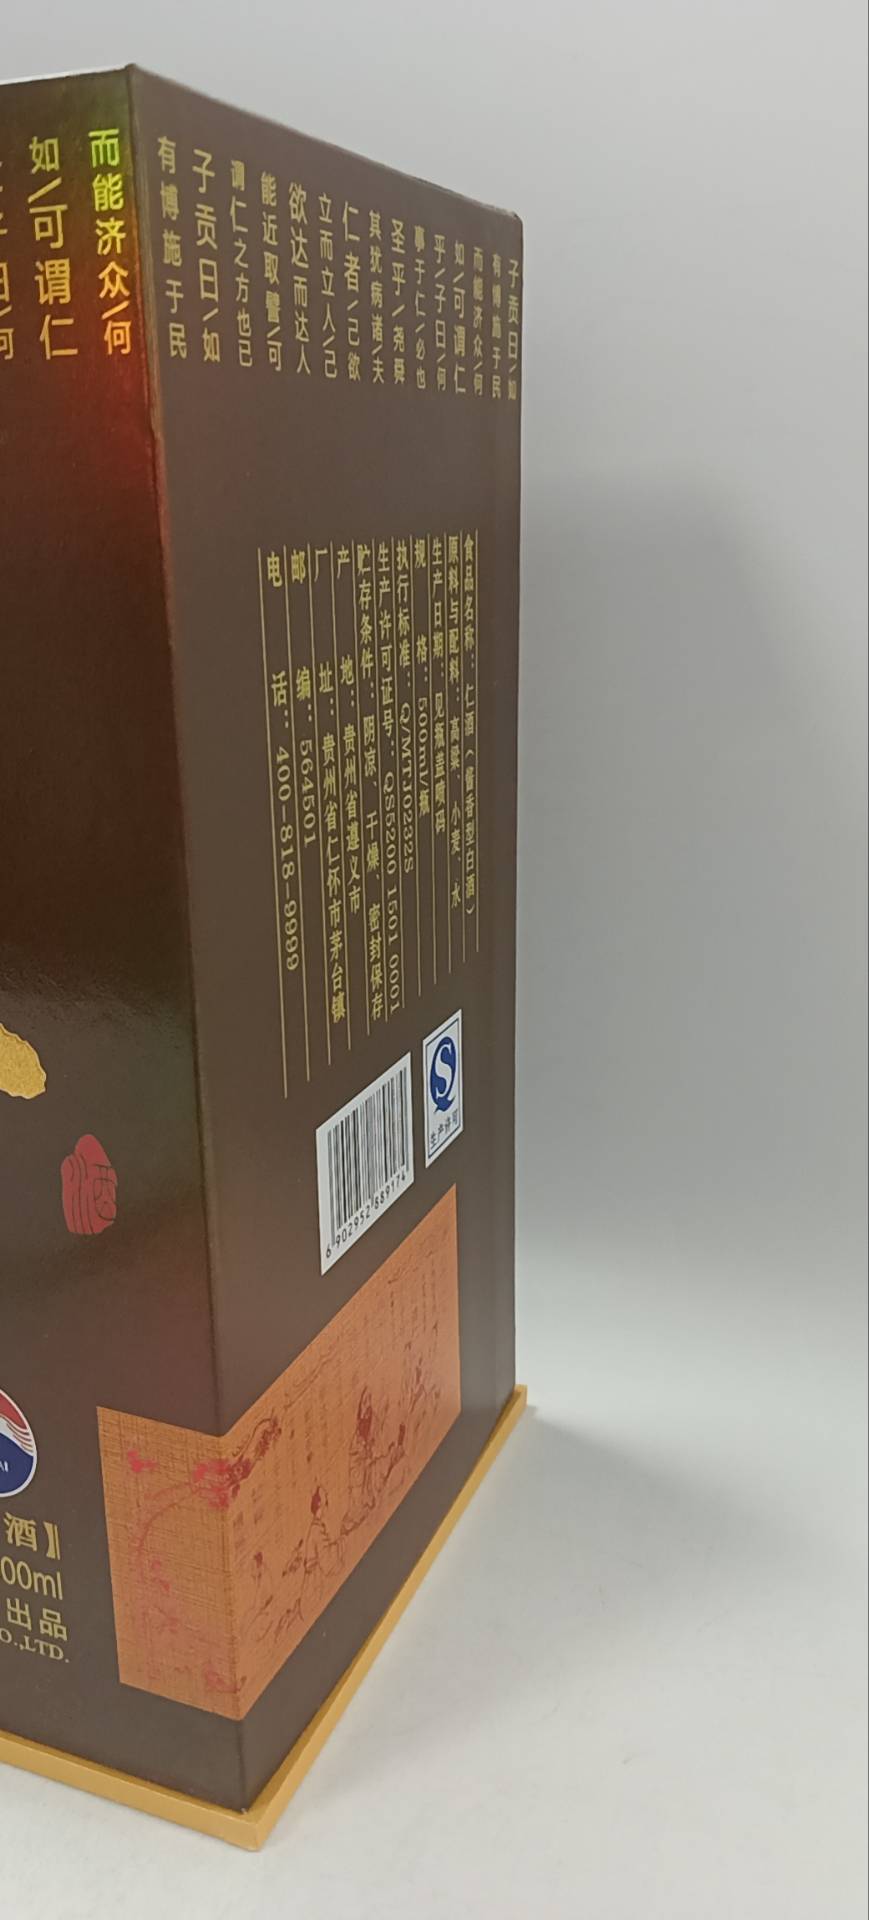 子贡曰\如
有博施于民
而能济众\何
如\可谓仁
乎\子曰\何
事于仁\必也
圣乎\尧舜
其犹病诸\夫
仁者\己欲
立而立人\己
欲达而达人
能近取譬\可
谓仁之方也已
子贡曰\如
有博施于民
而能济众\何
如\可谓仁
食品名称：仁酒（酱香型白酒）
原料与配料：高粱、小麦、水
生产日期：见瓶盖喷码
规格：500ml/瓶
执行标准：Q/MTJ0232S
生产许可证号：QS5200 1501 0001
贮存条件：阴凉、干燥、密封保存
产地：贵州省遵义市
厂址：贵州省仁怀市茅台镇
邮编：564501
电话：400-818-9999
生产许可
6 902952 889174
酒
酒】
00ml
出品
O.,LTD.